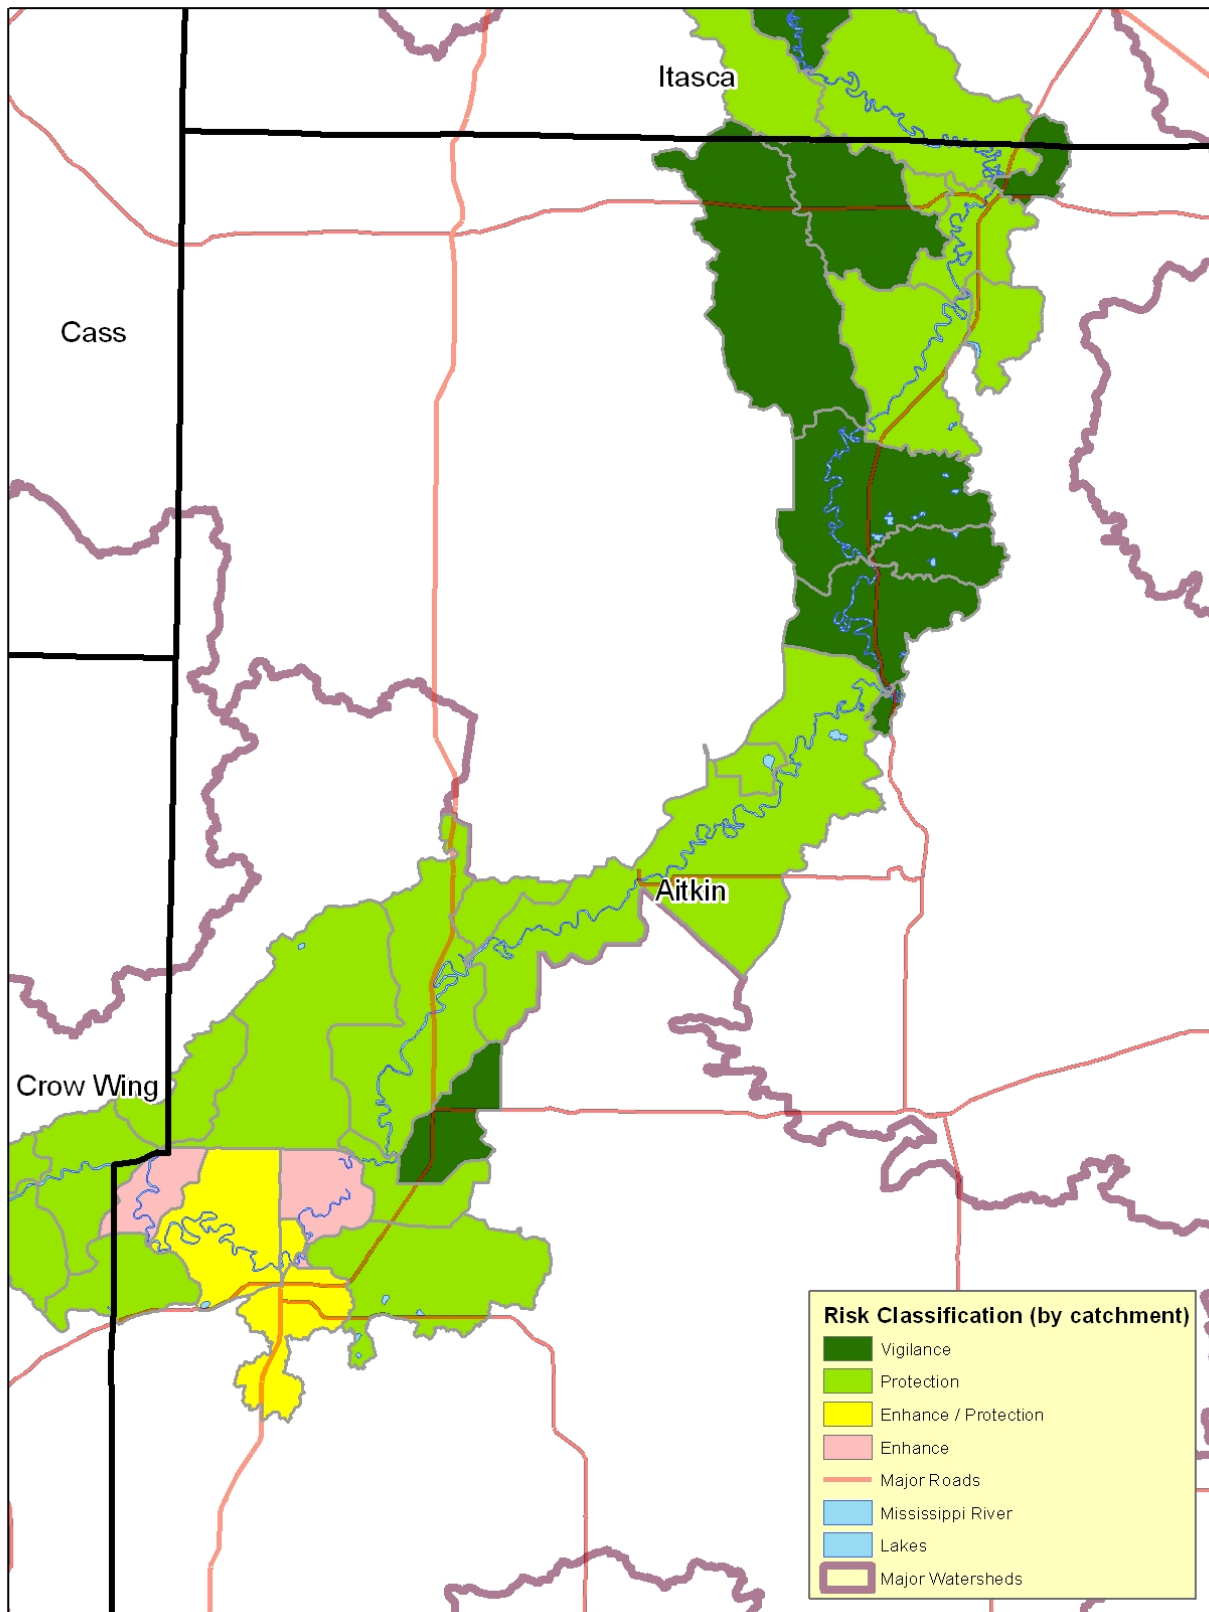 Itasca
Cass
Aitkin
Crow Wing
Risk Classification (by catchment)
Vigilance
Protection
Enhance / Protection
Enhance
Major Roads
Mississippi River
Lakes
Major Watersheds